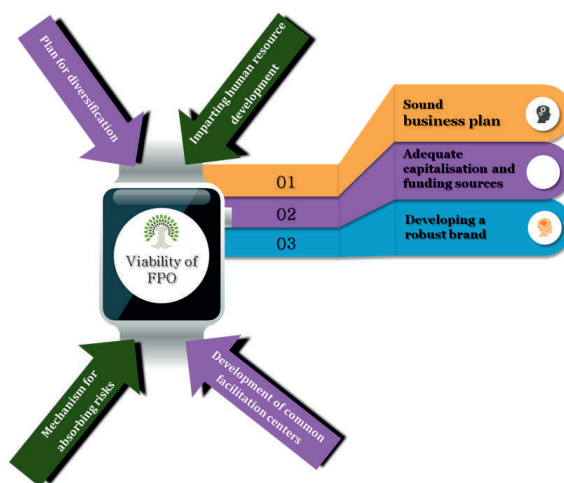 Plan for diversification
Imparting human resource
development
Sound
business plan
Adequate
capitalisation and
funding sources
Developing a
robust brand
01
02
03
Viability of
FPO
Mechanism for
absorbing risks
Development of common
facilitation centers